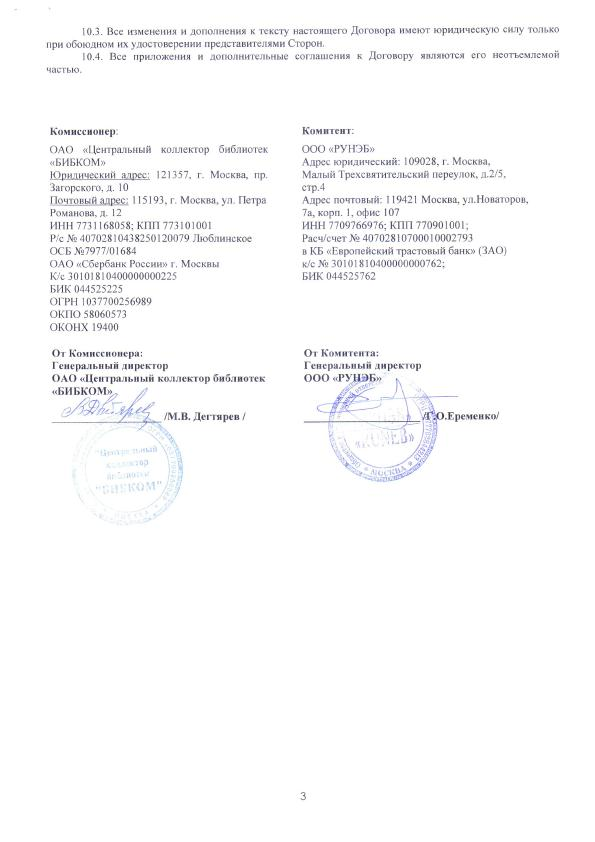 10.3. Все изменения и дополнения к тексту настоящего Договора имеют юридическую силу только
при обоюдном их удостоверении представителями Сторон.
10.4. Все приложения и дополнительные соглашения к Договору являются его неотъемлемой
частью.
Комиссионер:
ОАО «Центральный коллектор библиотек
«БИБКОМ»
Юридический адрес: 121357, г. Москва, пр.
Загорского, д. 10
Почтовый адрес: 115193, г. Москва, ул. Петра
Романова, д. 12
ИНН 7731168058; КПП 773101001
Р/с № 40702810438250120079 Люблинское
ОСБ №7977/01684
ОАО «Сбербанк России» г. Москвы
К/с 30101810400000000225
БИК 044525225
ОГРН 1037700256989
ОКПО 58060573
ОКОНХ 19400
Комитент:
ООО «РУНЭБ»
Адрес юридический: 109028, г. Москва,
Малый Трехсвятительский переулок, д.2/5,
стр.4
Адрес почтовый: 119421 Москва, ул.Новаторов,
7а, корп. 1, офис 107
ИНН 7709766976; КПП 770901001;
Расч/счет № 40702810700010002793
в КБ «Европейский трастовый банк» (ЗАО)
к/с № 30101810400000000762;
БИК 044525762
От Комиссионера:
Генеральный директор
ОАО «Центральный коллектор библиотек
«БИБКОМ»
/М.В. Дегтярев /
"Центральный
коллектор
библиотек
"БИБКОМ"
МОСКВА
От Комитента:
Генеральный директор
ООО «РУНЭБ»
/Г.О.Еременко/
«RUNEB»
МОСКВА
3